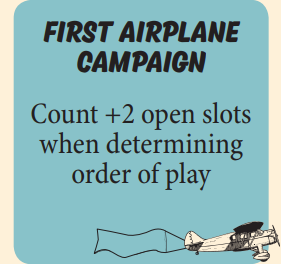 FIRST AIRPLANE
CAMPAIGN
Count +2 open slots
when determining
order of play